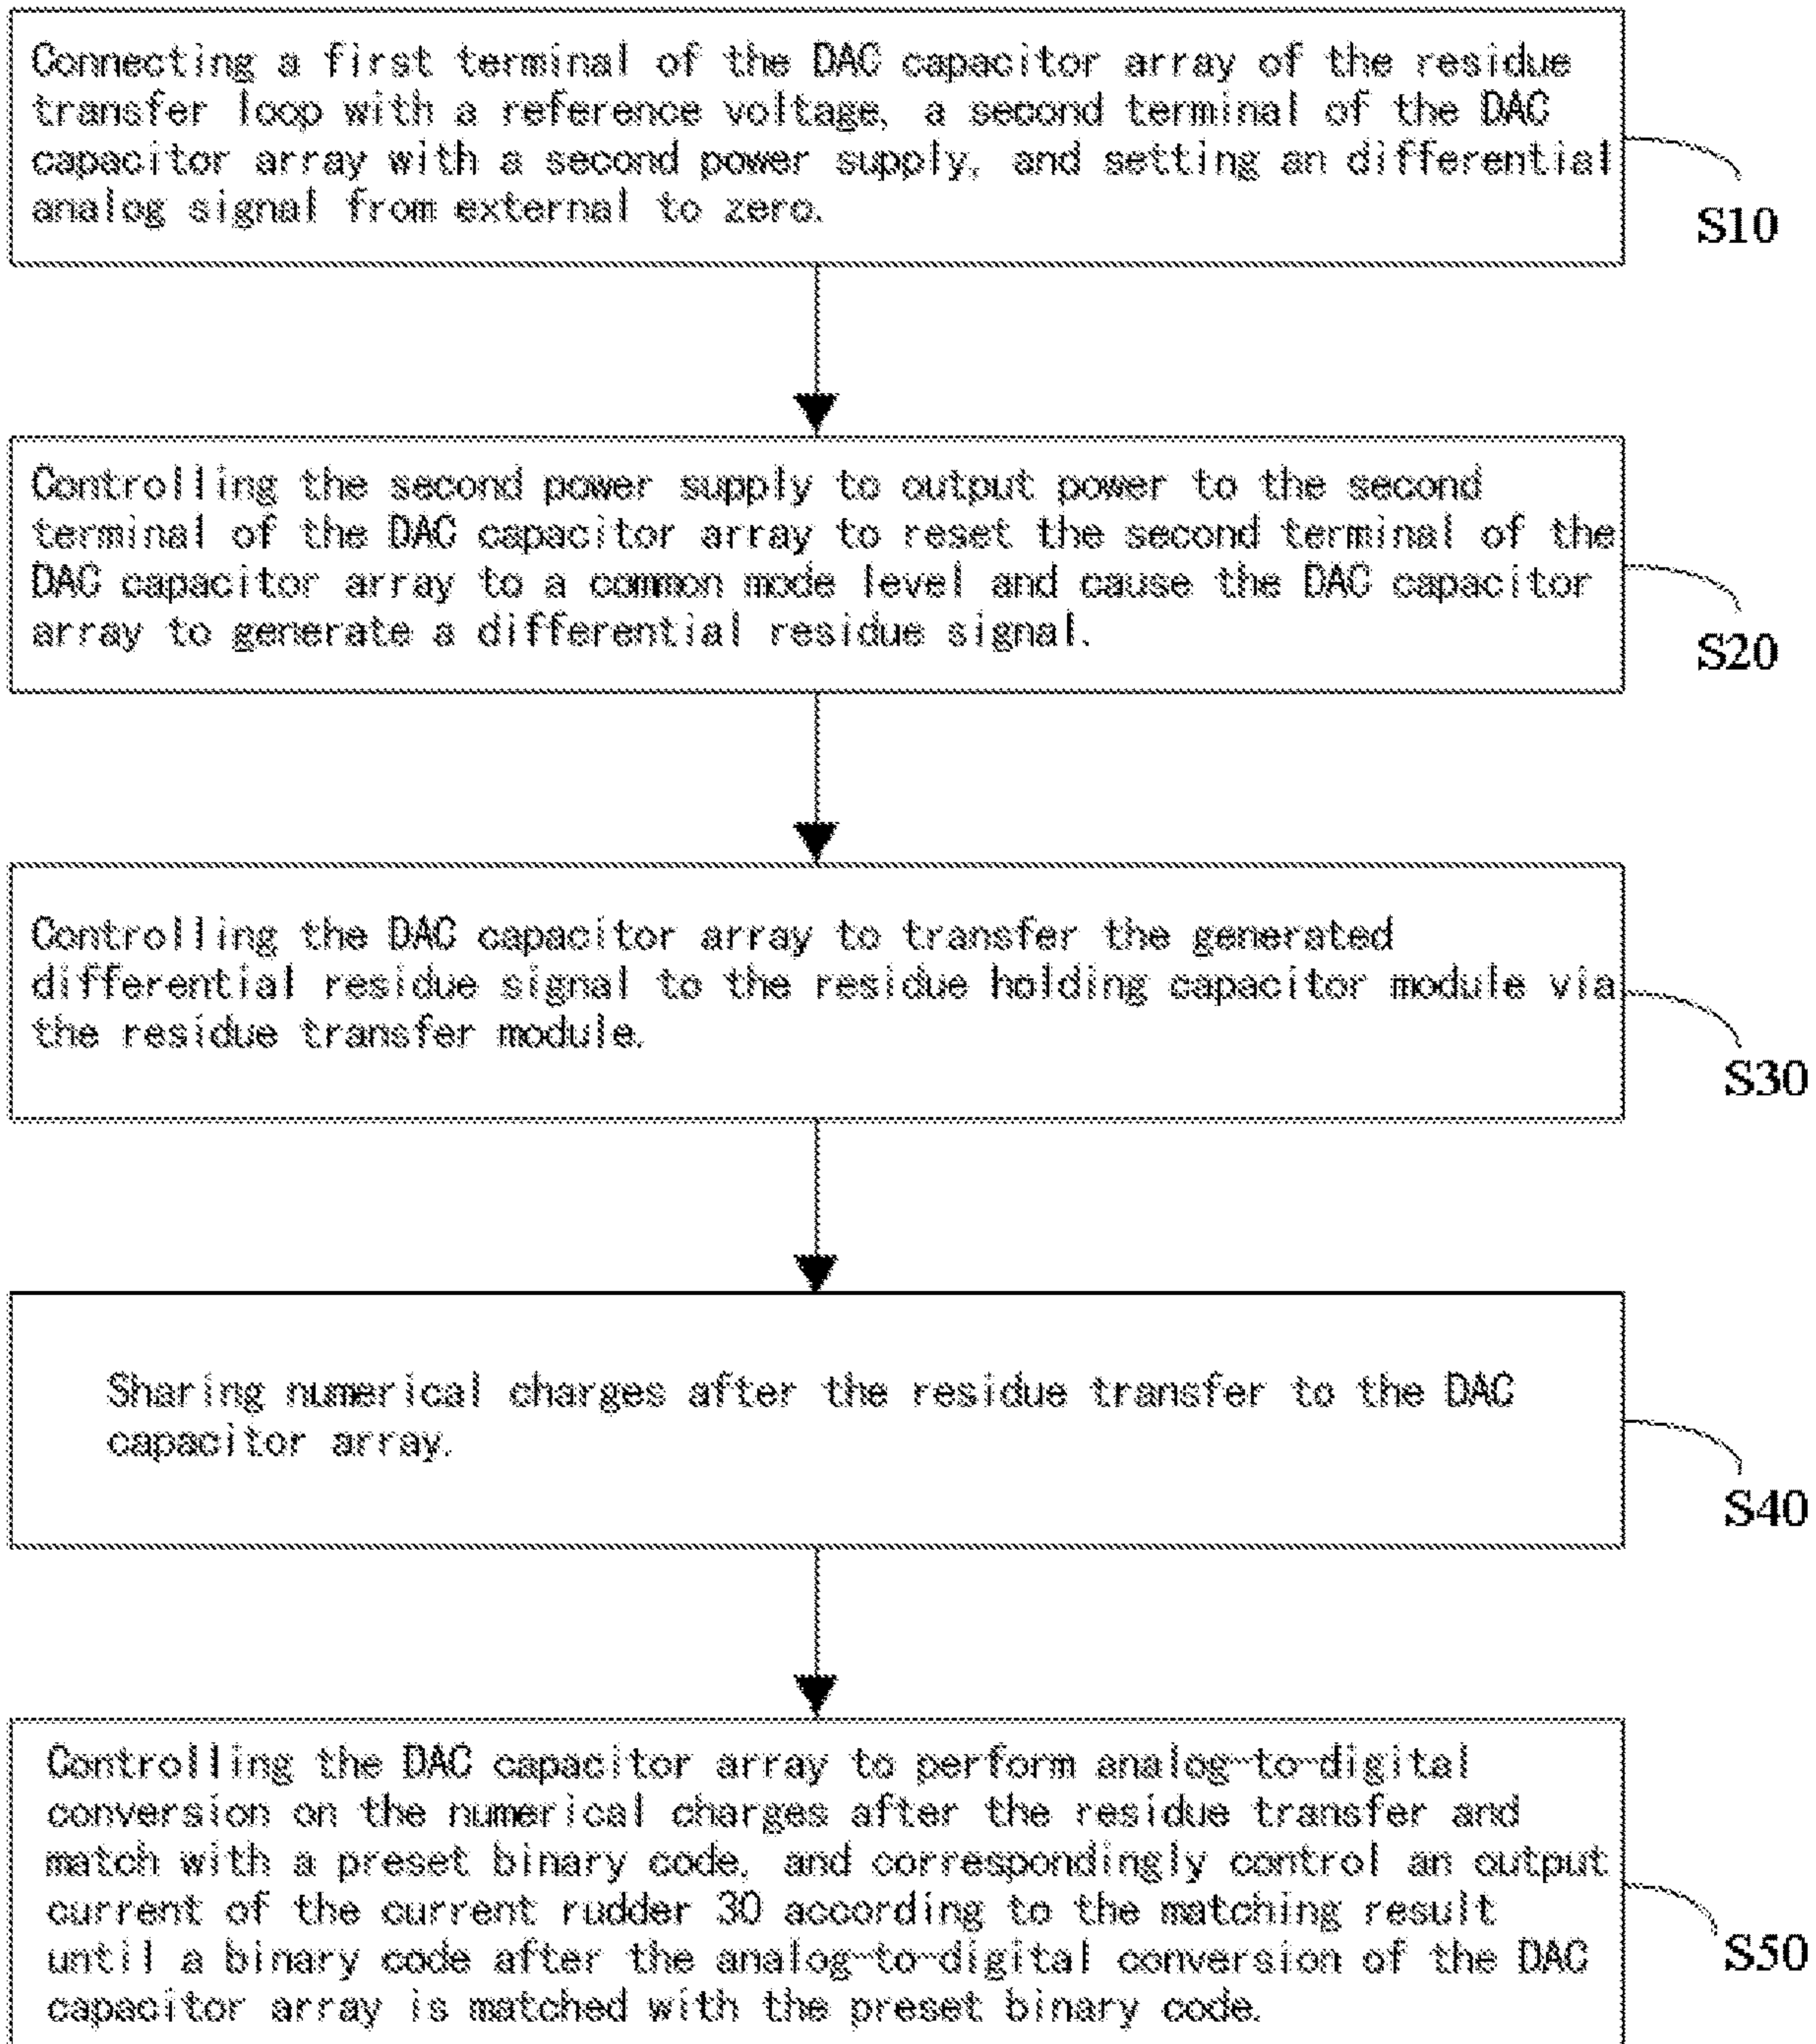 Connecting a first terminal of the DAC capacitor array of the residue
transfer loop with a reference voltage, a second terminal of the DAC
capacitor array with a second power supply, and setting an differential
analog signal from external to zero.
S10
Controlling the second power supply to output power to the second
terminal of the DAC capacitor array to reset the second terminal of the
DAC capacitor array to a common mode level and cause the DAC capacitor
array to generate a differential residue signal.
S20
Controlling the DAC capacitor array to transfer the generated
differential residue signal to the residue holding capacitor module via
the residue transfer module.
S30
Sharing numerical charges after the residue transfer to the DAC
capacitor array.
S40
Controlling the DAC capacitor array to perform analog-to-digital
conversion on the numerical charges after the residue transfer and
match with a preset binary code, and correspondingly control an output
current of the current rudder 30 according to the matching result
until a binary code after the analog-to-digital conversion of the DAC
capacitor array is matched with the preset binary code.
S50